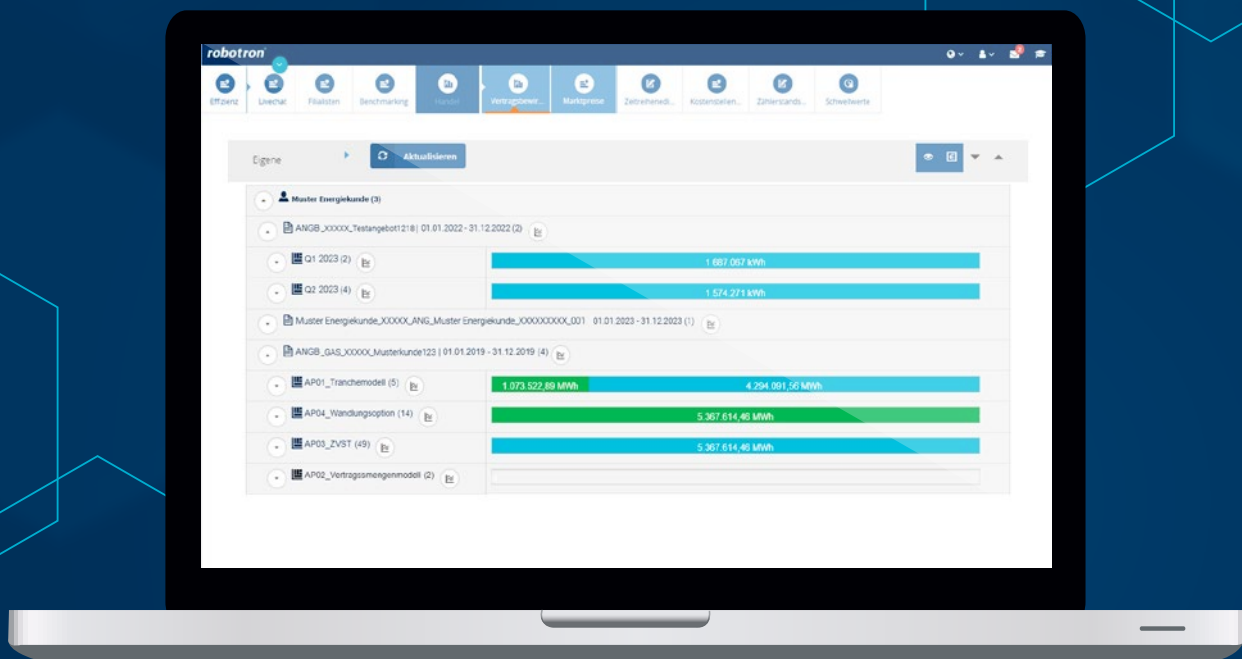 robotron
2
Effizienz
Livechat
Filialisten
Benchmarking
Handel
Vertragsbewir...
Marktpreise
Zeitreihenedi...
Kostenstellen...
Zählerstands...
Schwellwerte
Eigene
Aktualisieren
Muster Energiekunde (3)
ANGB_XXXXX_Testangebot1218| 01.01.2022 - 31.12.2022 (2)
Q1 2023 (2)
1 687.067 kWh
Q2 2023 (4)
1 574.271 kWh
Muster Energiekunde_XXXXX_ANG_Muster Energiekunde_XXXXXXXXX_001 01.01.2023 - 31.12.2023 (1)
ANGB_GAS_XXXXX_Musterkunde123 | 01.01.2019 - 31.12.2019 (4)
AP01_Tranchemodell (5)
1.073.522,89 MWh
4.294.091,56 MWh
AP04_Wandlungsoption (14)
5.367.614,46 MWh
AP03_ZVST (49)
5.367.614,46 MWh
AP02_Vertragssmengenmodell (2)